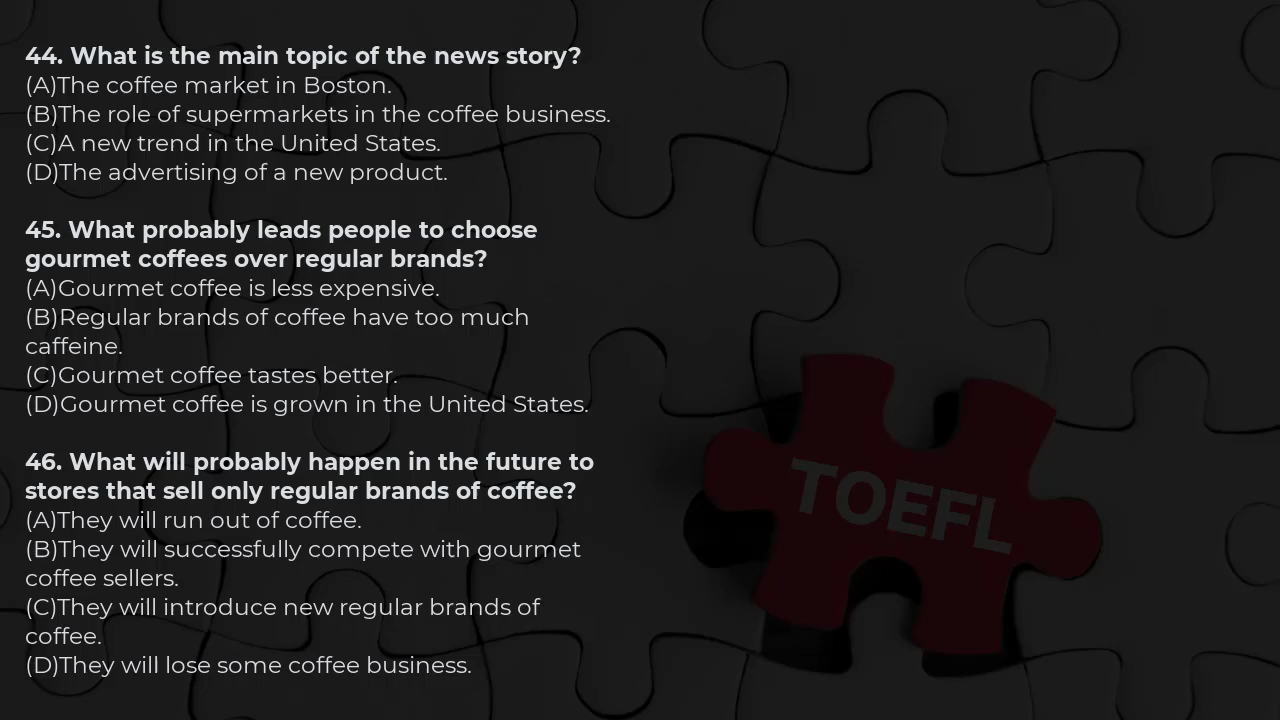 44. What is the main topic of the news story?
(A)The coffee market in Boston.
(B)The role of supermarkets in the coffee business.
(C)A new trend in the United States.
(D)The advertising of a new product.
45. What probably leads people to choose
gourmet coffees over regular brands?
(A)Gourmet coffee is less expensive.
(B)Regular brands of coffee have too much
caffeine.
(C)Gourmet coffee tastes better.
(D)Gourmet coffee is grown in the United States.
46. What will probably happen in the future to
stores that sell only regular brands of coffee?
(A)They will run out of coffee.
(B)They will successfully compete with gourmet
coffee sellers.
(C)They will introduce new regular brands of
coffee.
(D)They will lose some coffee business.
TOEFL